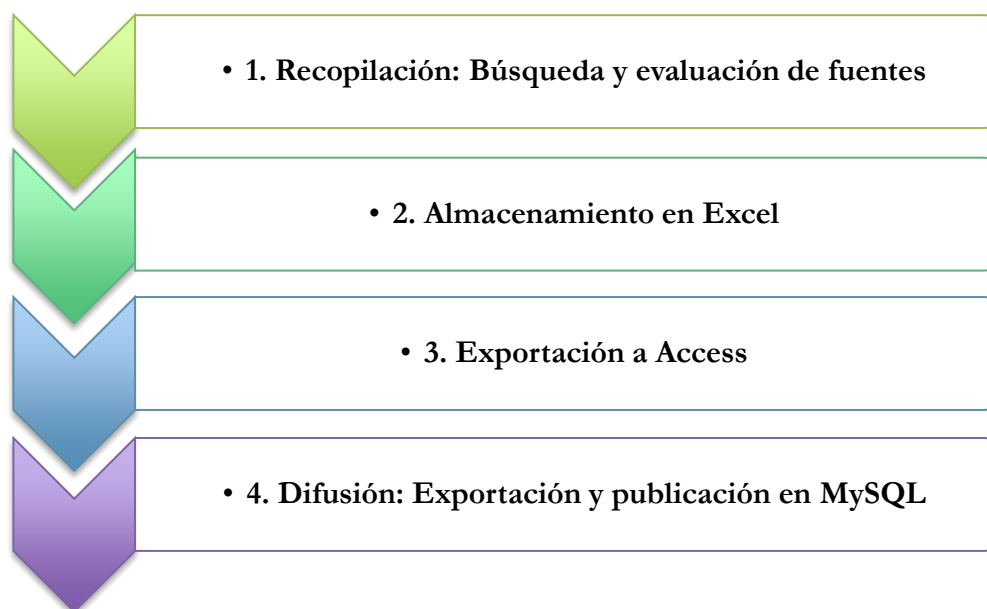 • 1. Recopilación: Búsqueda y evaluación de fuentes
• 2. Almacenamiento en Excel
• 3. Exportación a Access
• 4. Difusión: Exportación y publicación en MySQL